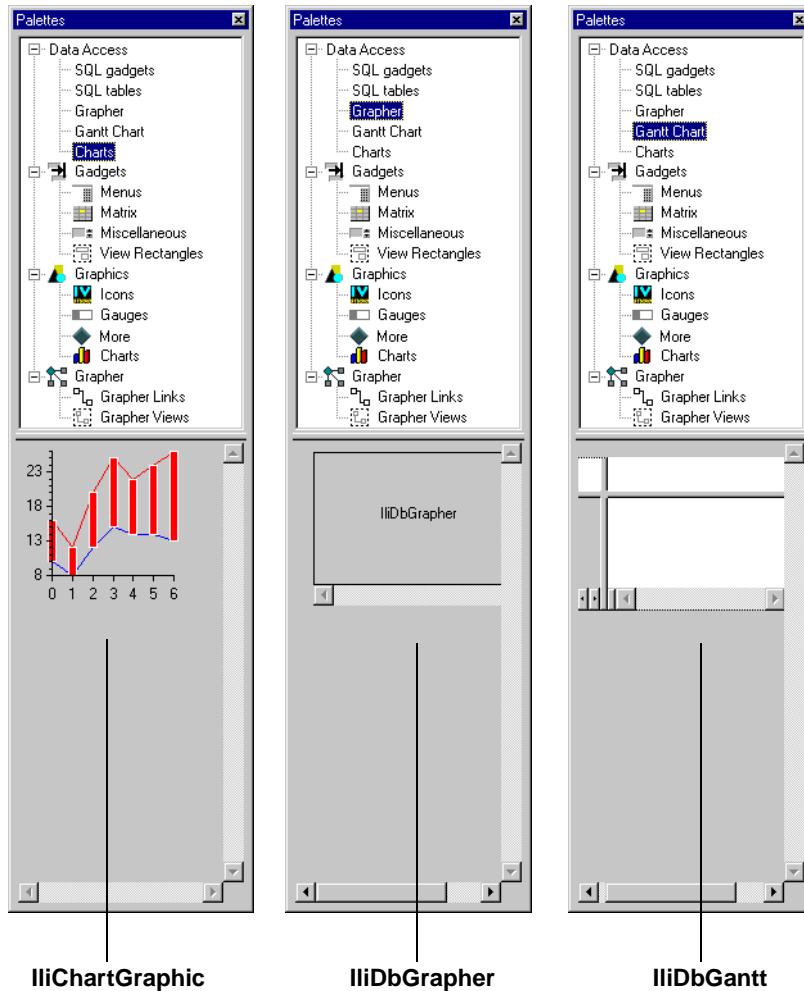 Palettes
Data Access
SQL gadgets
SQL tables
Grapher
Gantt Chart
Charts
Gadgets
Menus
Matrix
Miscellaneous
View Rectangles
Graphics
Icons
Gauges
More
Charts
Grapher
Grapher Links
Grapher Views
23
18
13
8
0 1 2 3 4 5 6
IliChartGraphic
Palettes
Data Access
SQL gadgets
SQL tables
Grapher
Gantt Chart
Charts
Gadgets
Menus
Matrix
Miscellaneous
View Rectangles
Graphics
Icons
Gauges
More
Charts
Grapher
Grapher Links
Grapher Views
IliDbGrapher
IliDbGrapher
Palettes
Data Access
SQL gadgets
SQL tables
Grapher
Gantt Chart
Charts
Gadgets
Menus
Matrix
Miscellaneous
View Rectangles
Graphics
Icons
Gauges
More
Charts
Grapher
Grapher Links
Grapher Views
IliDbGantt